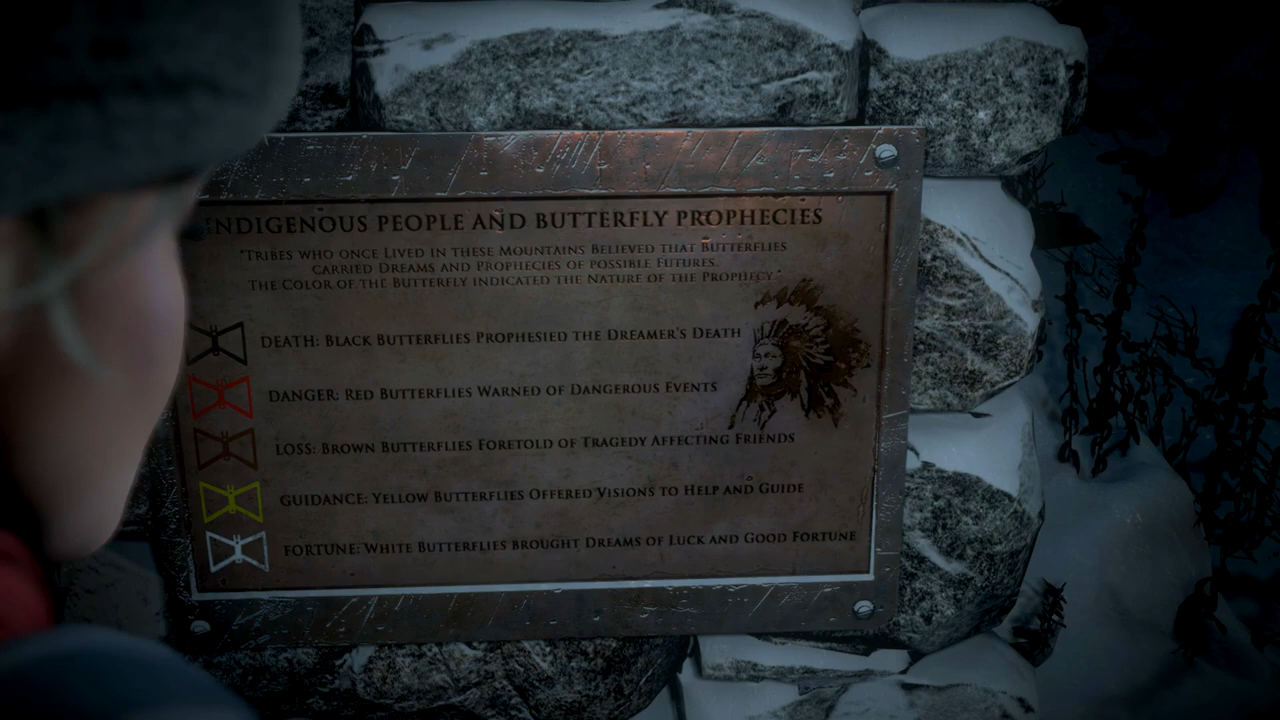 INDIGENOUS PEOPLE AND BUTTERFLY PROPHECIES
"TRIBES WHO ONCE LIVED IN THESE MOUNTAINS BELIEVED THAT BUTTERFLIES
CARRIED DREAMS AND PROPHECIES OF POSSIBLE FUTURES.
THE COLOR OF THE BUTTERFLY INDICATED THE NATURE OF THE PROPHECY."
DEATH: BLACK BUTTERFLIES PROPHESIED THE DREAMER'S DEATH
DANGER: RED BUTTERFLIES WARNED OF DANGEROUS EVENTS
LOSS: BROWN BUTTERFLIES FORETOLD OF TRAGEDY AFFECTING FRIENDS
GUIDANCE: YELLOW BUTTERFLIES OFFERED VISIONS TO HELP AND GUIDE
FORTUNE: WHITE BUTTERFLIES BROUGHT DREAMS OF LUCK AND GOOD FORTUNE